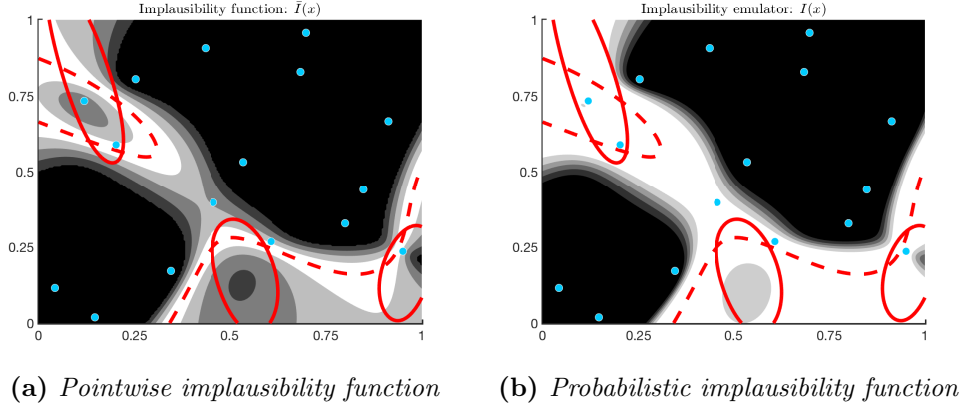 Implausibility function: Ī(x)
Implausibility emulator: I(x)
1
0.75
0.5
0.25
0
0 0.25 0.5 0.75 1
1
0.75
0.5
0.25
0
0 0.25 0.5 0.75 1
(a) Pointwise implausibility function
(b) Probabilistic implausibility function